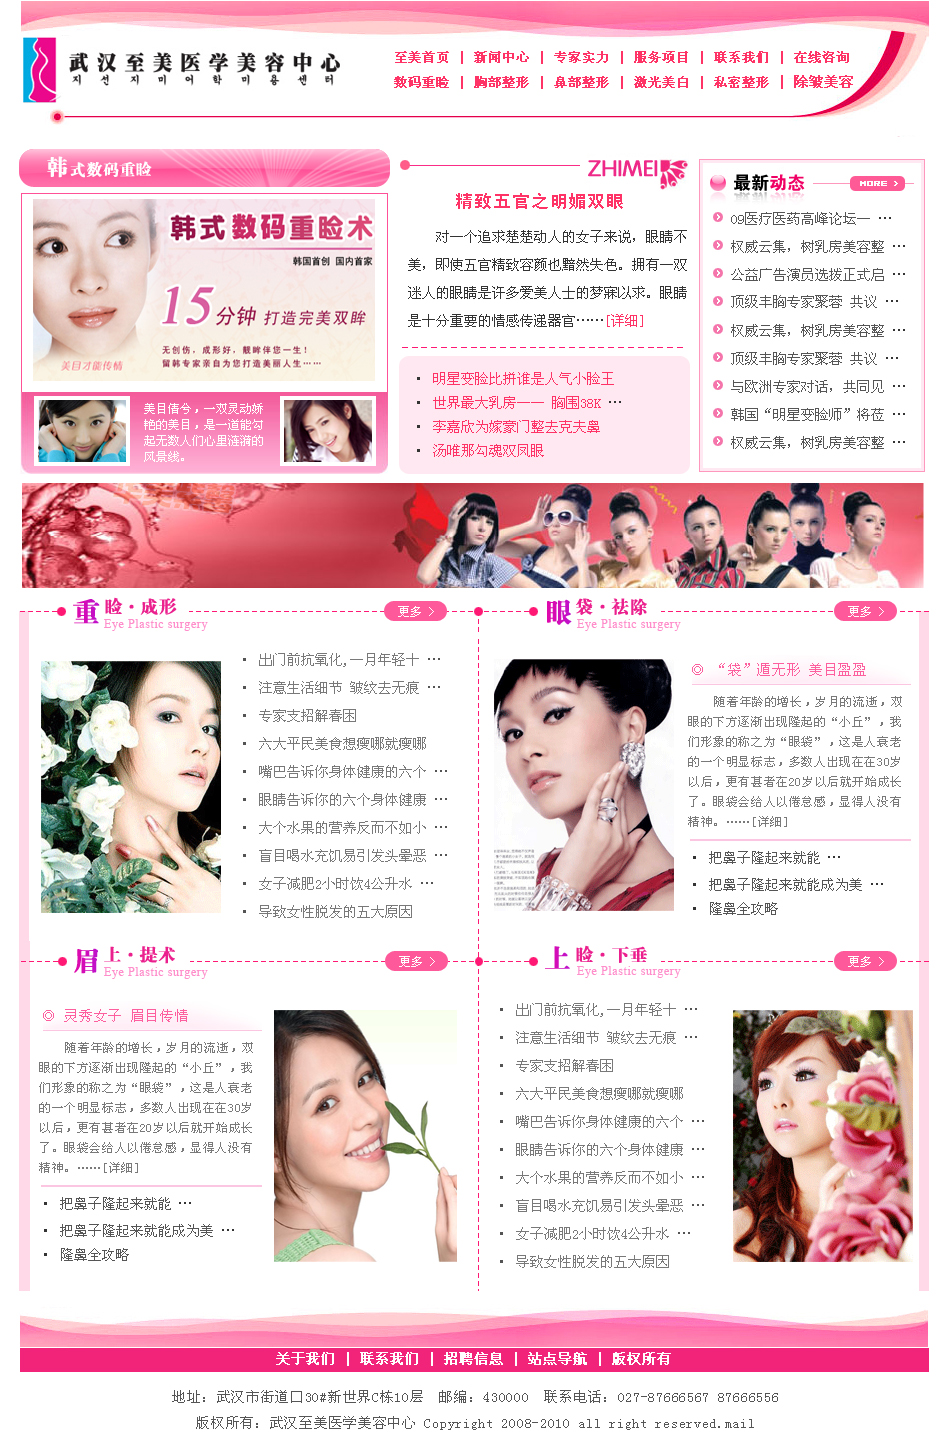 武汉至美医学美容中心
지선지미미어학미용센터
至美首页 | 新闻中心 | 专家实力 | 服务项目 | 联系我们 | 在线咨询
数码重睑 | 胸部整形 | 鼻部整形 | 激光美白 | 私密整形 | 除皱美容
韩式数码重睑
韩式数码重睑术
韩国首创 国内首家
15分钟 打造完美双眸
无创伤，成形好，靓眸伴您一生！
留韩专家亲自为您打造美丽人生……
美目才能传情
美目倩兮，一双灵动娇
艳的美目，是一道能勾
起无数人们心里涟漪的
风景线。
ZHIMEI
精致五官之明媚双眼
对一个追求楚楚动人的女子来说，眼睛不
美，即使五官精致容颜也黯然失色。拥有一双
迷人的眼睛是许多爱美人士的梦寐以求。眼睛
是十分重要的情感传递器官……[详细]
明星变脸比拚谁是人气小脸王
世界最大乳房一一 胸围38K …
李嘉欣为嫁豪门整去克夫鼻
汤唯那勾魂双凤眼
最新动态
MORE
09医疗医药高峰论坛一 …
权威云集，树乳房美容整 …
公益广告演员选拨正式启 …
顶级丰胸专家聚蓉 共议 …
权威云集，树乳房美容整 …
顶级丰胸专家聚蓉 共议 …
与欧洲专家对话，共同见 …
韩国“明星变脸师”将莅 …
权威云集，树乳房美容整 …
重睑·成形
Eye Plastic surgery
更多 >
出门前抗氧化,一月年轻十 …
注意生活细节 皱纹去无痕 …
专家支招解春困
六大平民美食想瘦哪就瘦哪
嘴巴告诉你身体健康的六个 …
眼睛告诉你的六个身体健康 …
大个水果的营养反而不如小 …
盲目喝水充饥易引发头晕恶 …
女子减肥2小时饮4公升水 …
导致女性脱发的五大原因
眼袋·祛除
Eye Plastic surgery
更多 >
◎ “袋”遁无形 美目盈盈
随着年龄的增长，岁月的流逝，双
眼的下方逐渐出现隆起的“小丘”，我
们形象的称之为“眼袋”，这是人衰老
的一个明显标志，多数人出现在在30岁
以后，更有甚者在20岁以后就开始成长
了。眼袋会给人以倦怠感，显得人没有
精神。……[详细]
把鼻子隆起来就能 …
把鼻子隆起来就能成为美 …
隆鼻全攻略
眉上·提术
Eye Plastic surgery
更多 >
◎ 灵秀女子 眉目传情
随着年龄的增长，岁月的流逝，双
眼的下方逐渐出现隆起的“小丘”，我
们形象的称之为“眼袋”，这是人衰老
的一个明显标志，多数人出现在在30岁
以后，更有甚者在20岁以后就开始成长
了。眼袋会给人以倦怠感，显得人没有
精神。……[详细]
把鼻子隆起来就能 …
把鼻子隆起来就能成为美 …
隆鼻全攻略
上睑·下垂
Eye Plastic surgery
更多 >
出门前抗氧化,一月年轻十 …
注意生活细节 皱纹去无痕 …
专家支招解春困
六大平民美食想瘦哪就瘦哪
嘴巴告诉你身体健康的六个 …
眼睛告诉你的六个身体健康 …
大个水果的营养反而不如小 …
盲目喝水充饥易引发头晕恶 …
女子减肥2小时饮4公升水 …
导致女性脱发的五大原因
关于我们 | 联系我们 | 招聘信息 | 站点导航 | 版权所有
地址：武汉市街道口30#新世界C栋10层 邮编：430000 联系电话：027-87666567 87666556
版权所有：武汉至美医学美容中心 Copyright 2008-2010 all right reserved.mail